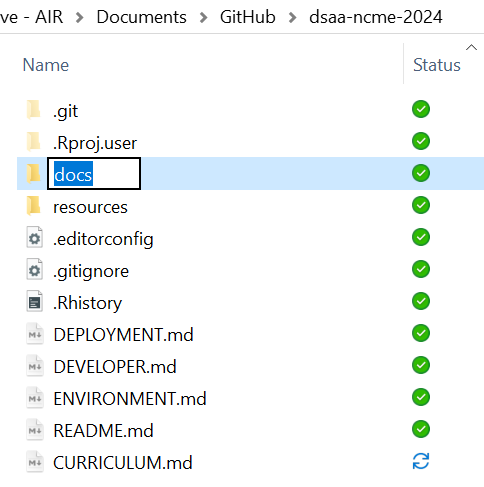 ve - AIR > Documents > GitHub > dsaa-ncme-2024
Name Status
.git
.Rproj.user
docs
resources
.editorconfig
.gitignore
.Rhistory
DEPLOYMENT.md
DEVELOPER.md
ENVIRONMENT.md
README.md
CURRICULUM.md